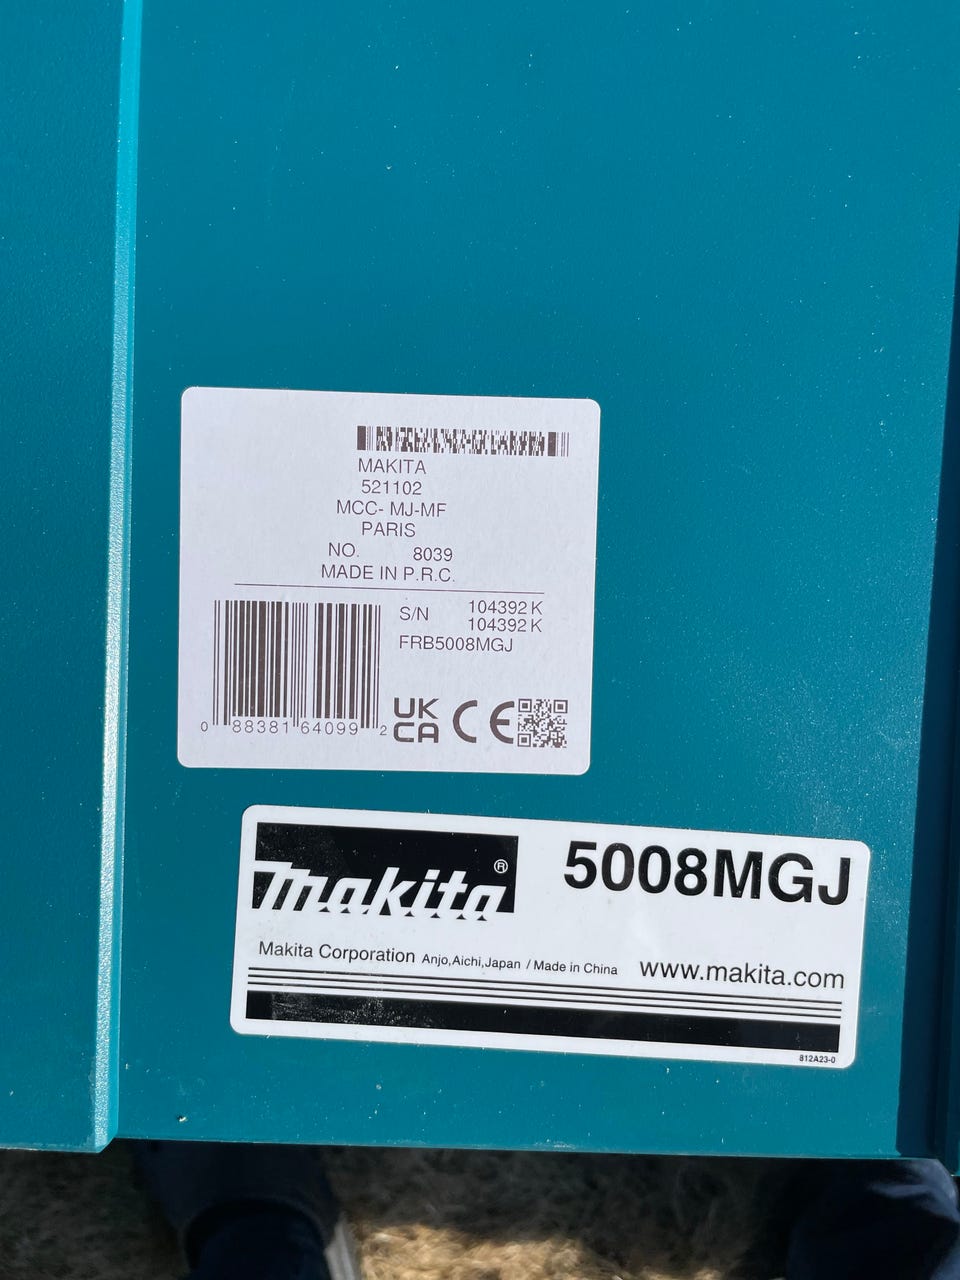 MAKITA
521102
MCC- MJ-MF
PARIS
NO. 8039
MADE IN P.R.C.
S/N 104392 K
104392 K
FRB5008MGJ
0 88381 64099 2
UK
CA CE
makita®
5008MGJ
Makita Corporation Anjo,Aichi,Japan / Made in China www.makita.com
812A23-0